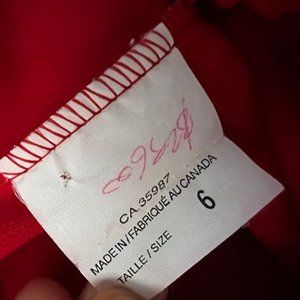 CA 35987
MADE IN / FABRIQUÉ AU CANADA
TAILLE / SIZE 6